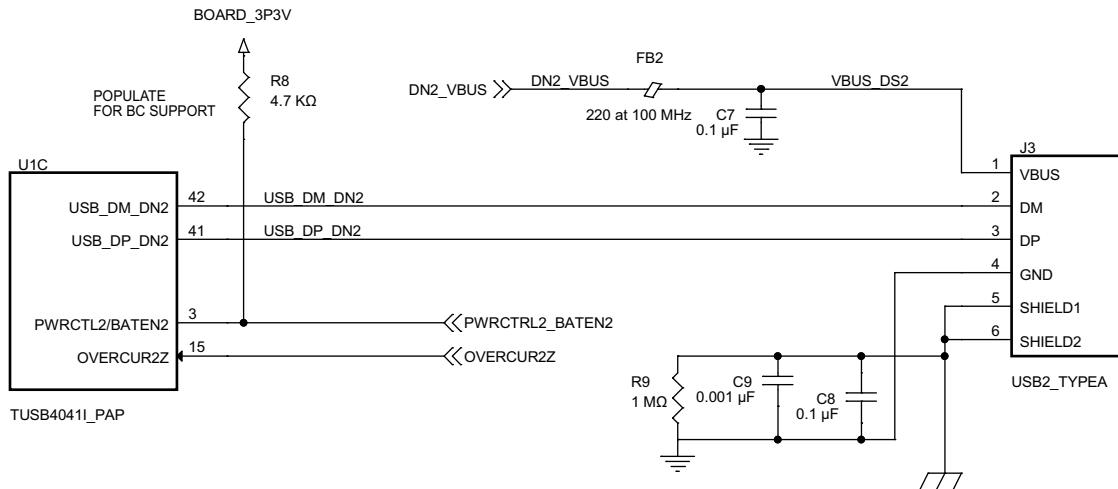 BOARD_3P3V
R8
4.7 KΩ
POPULATE
FOR BC SUPPORT
FB2
DN2_VBUS
DN2_VBUS
VBUS_DS2
220 at 100 MHz
C7
0.1 µF
J3
U1C
1
VBUS
USB_DM_DN2
42
USB_DM_DN2
2
DM
USB_DP_DN2
41
USB_DP_DN2
3
DP
4
GND
5
SHIELD1
PWRCTL2/BATEN2
3
PWRCTRL2_BATEN2
6
SHIELD2
OVERCUR2Z
15
OVERCUR2Z
R9
1 MΩ
C9
0.001 µF
C8
0.1 µF
USB2_TYPEA
TUSB4041I_PAP